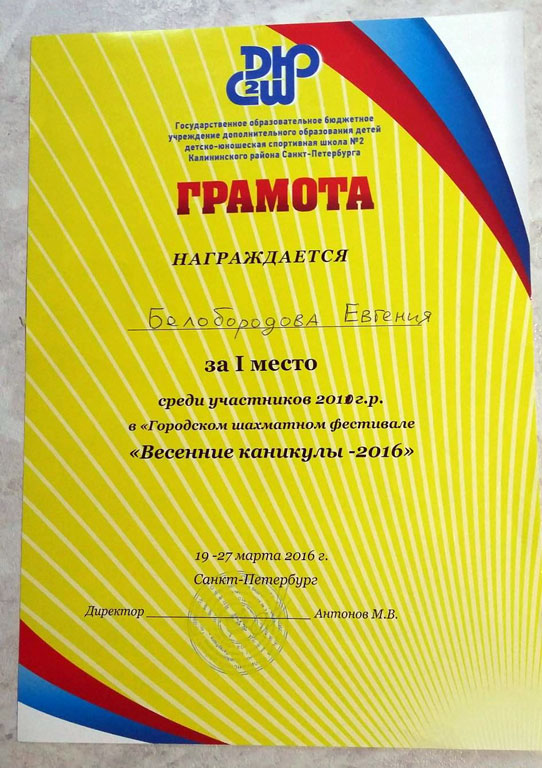 ДЮСШ 2
Государственное образовательное бюджетное
учреждение дополнительного образования детей
детско-юношеская спортивная школа №2
Калининского района Санкт-Петербурга
ГРАМОТА
НАГРАЖДАЕТСЯ
Белобородова Евгения
за I место
среди участников г.р.
в «Городском шахматном фестивале
«Весенние каникулы -2016»
19 -27 марта 2016 г.
Санкт-Петербург
Директор Антонов М.В.